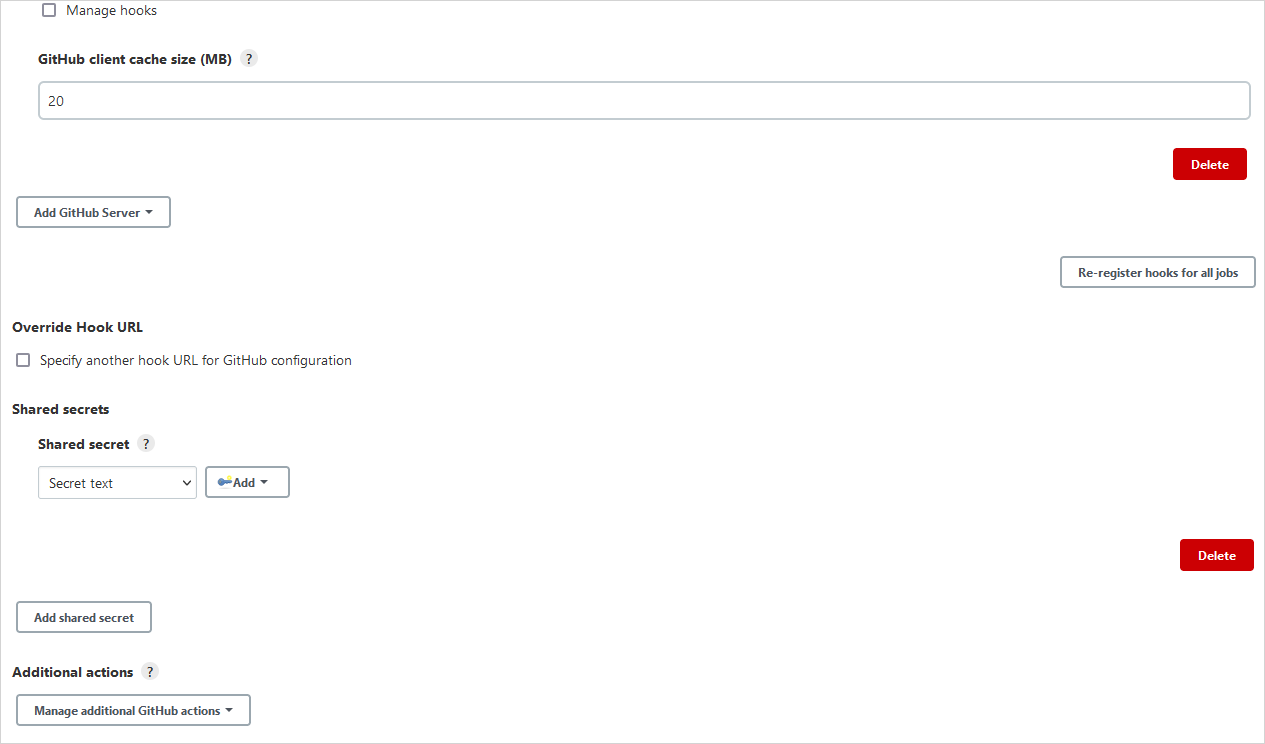 Manage hooks
GitHub client cache size (MB) ?
20
Delete
Add GitHub Server
Re-register hooks for all jobs
Override Hook URL
Specify another hook URL for GitHub configuration
Shared secrets
Shared secret ?
Secret text Add
Delete
Add shared secret
Additional actions ?
Manage additional GitHub actions